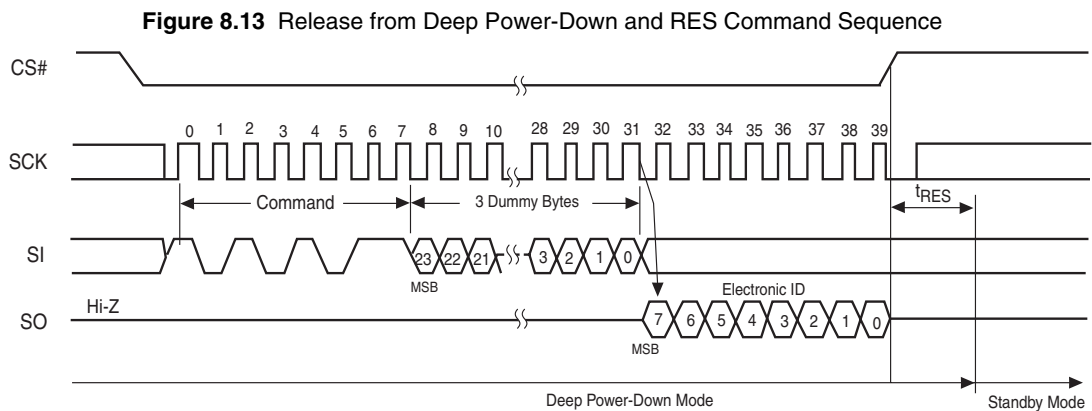 Figure 8.13 Release from Deep Power-Down and RES Command Sequence
CS#
0 1 2 3 4 5 6 7 8 9 10 28 29 30 31 32 33 34 35 36 37 38 39
SCK
Command 3 Dummy Bytes tRES
SI
23 22 21 3 2 1 0
MSB
Electronic ID
Hi-Z
SO
7 6 5 4 3 2 1 0
MSB
Deep Power-Down Mode Standby Mode